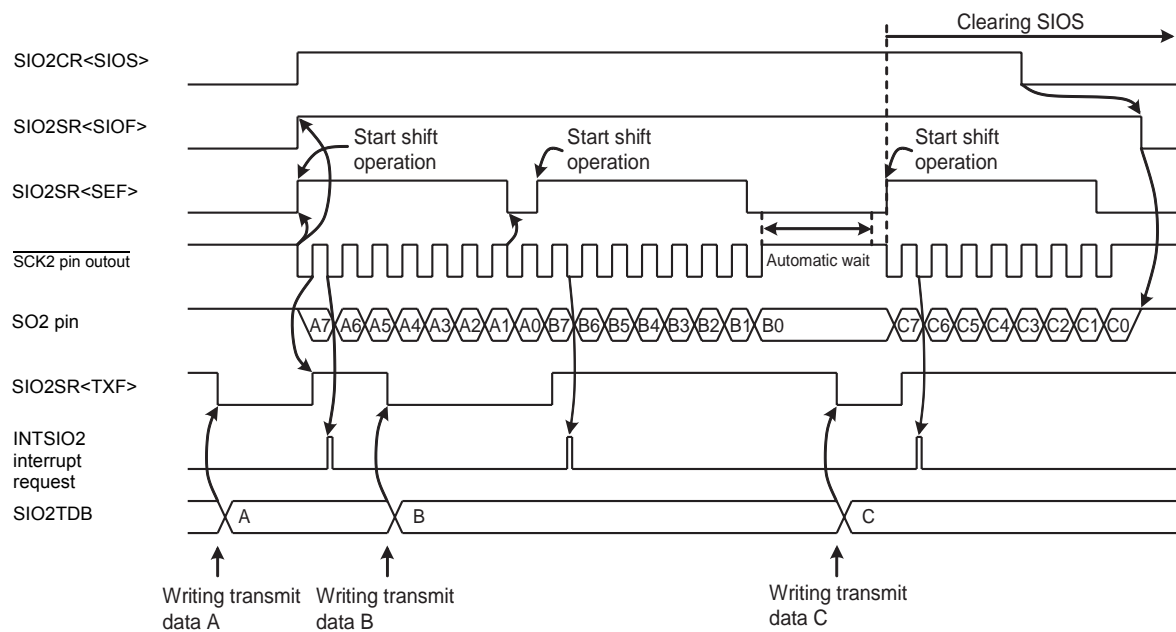 Clearing SIOS
SIO2CR<SIOS>
SIO2SR<SIOF>
Start shift
operation
Start shift
operation
Start shift
operation
SIO2SR<SEF>
SCK2 pin outout
Automatic wait
SO2 pin
A7 A6 A5 A4 A3 A2 A1 A0 B7 B6 B5 B4 B3 B2 B1 B0 C7 C6 C5 C4 C3 C2 C1 C0
SIO2SR<TXF>
INTSIO2
interrupt
request
SIO2TDB
A B C
Writing transmit
data A
Writing transmit
data B
Writing transmit
data C